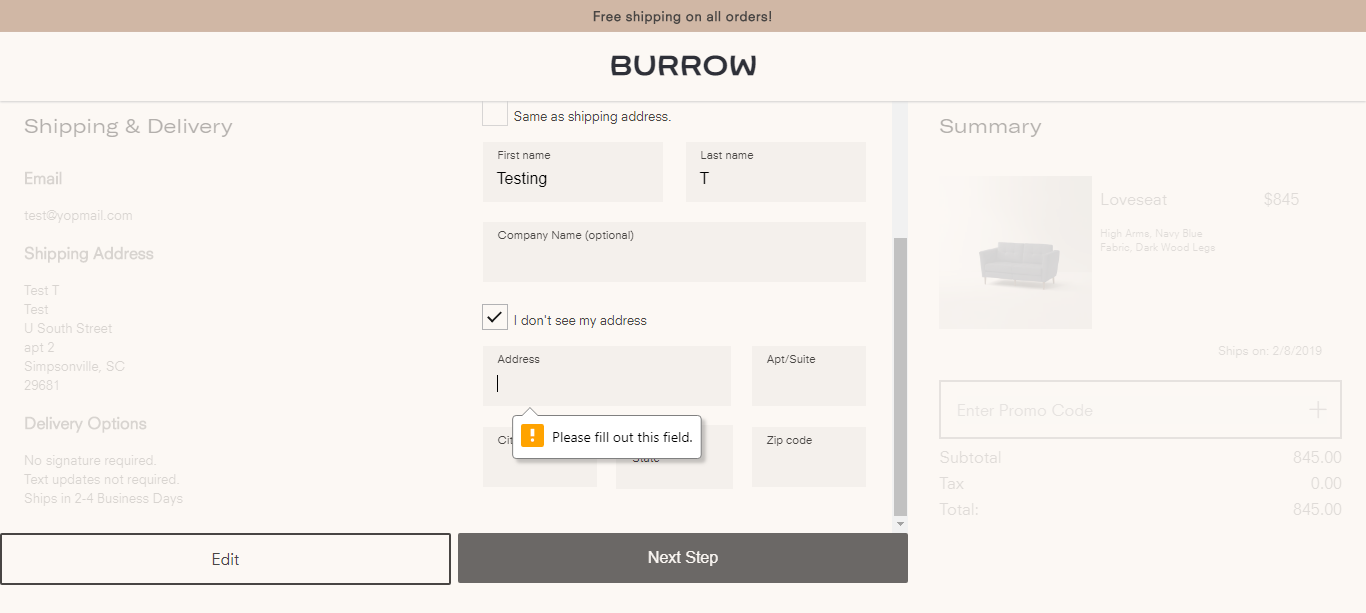 Free shipping on all orders!
BURROW
Shipping & Delivery
Email
test@yopmail.com
Shipping Address
Test T
Test
U South Street
apt 2
Simpsonville, SC
29681
Delivery Options
No signature required.
Text updates not required.
Ships in 2-4 Business Days
Edit
Same as shipping address.
First name
Testing
Last name
T
Company Name (optional)
I don't see my address
Address
Apt/Suite
Please fill out this field.
Cit
State
Zip code
Next Step
Summary
Loveseat $845
High Arms, Navy Blue
Fabric, Dark Wood Legs
Ships on: 2/8/2019
Enter Promo Code
Subtotal 845.00
Tax 0.00
Total: 845.00